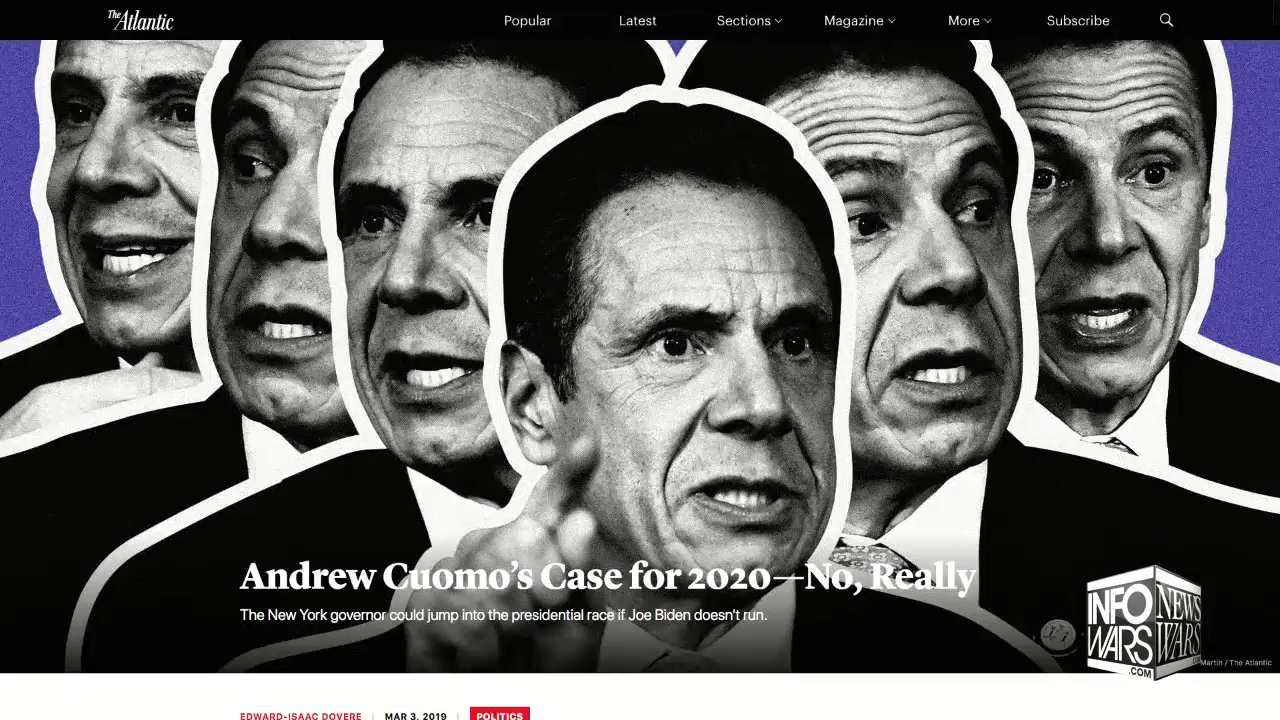 The Atlantic
Popular
Latest
Sections
Magazine
More
Subscribe
Andrew Cuomo's Case for 2020—No, Really
The New York governor could jump into the presidential race if Joe Biden doesn't run.
INFO WARS
.COM
NEWS WARS
Martin / The Atlantic
EDWARD-ISAAC DOVERE | MAR 3, 2019 | POLITICS